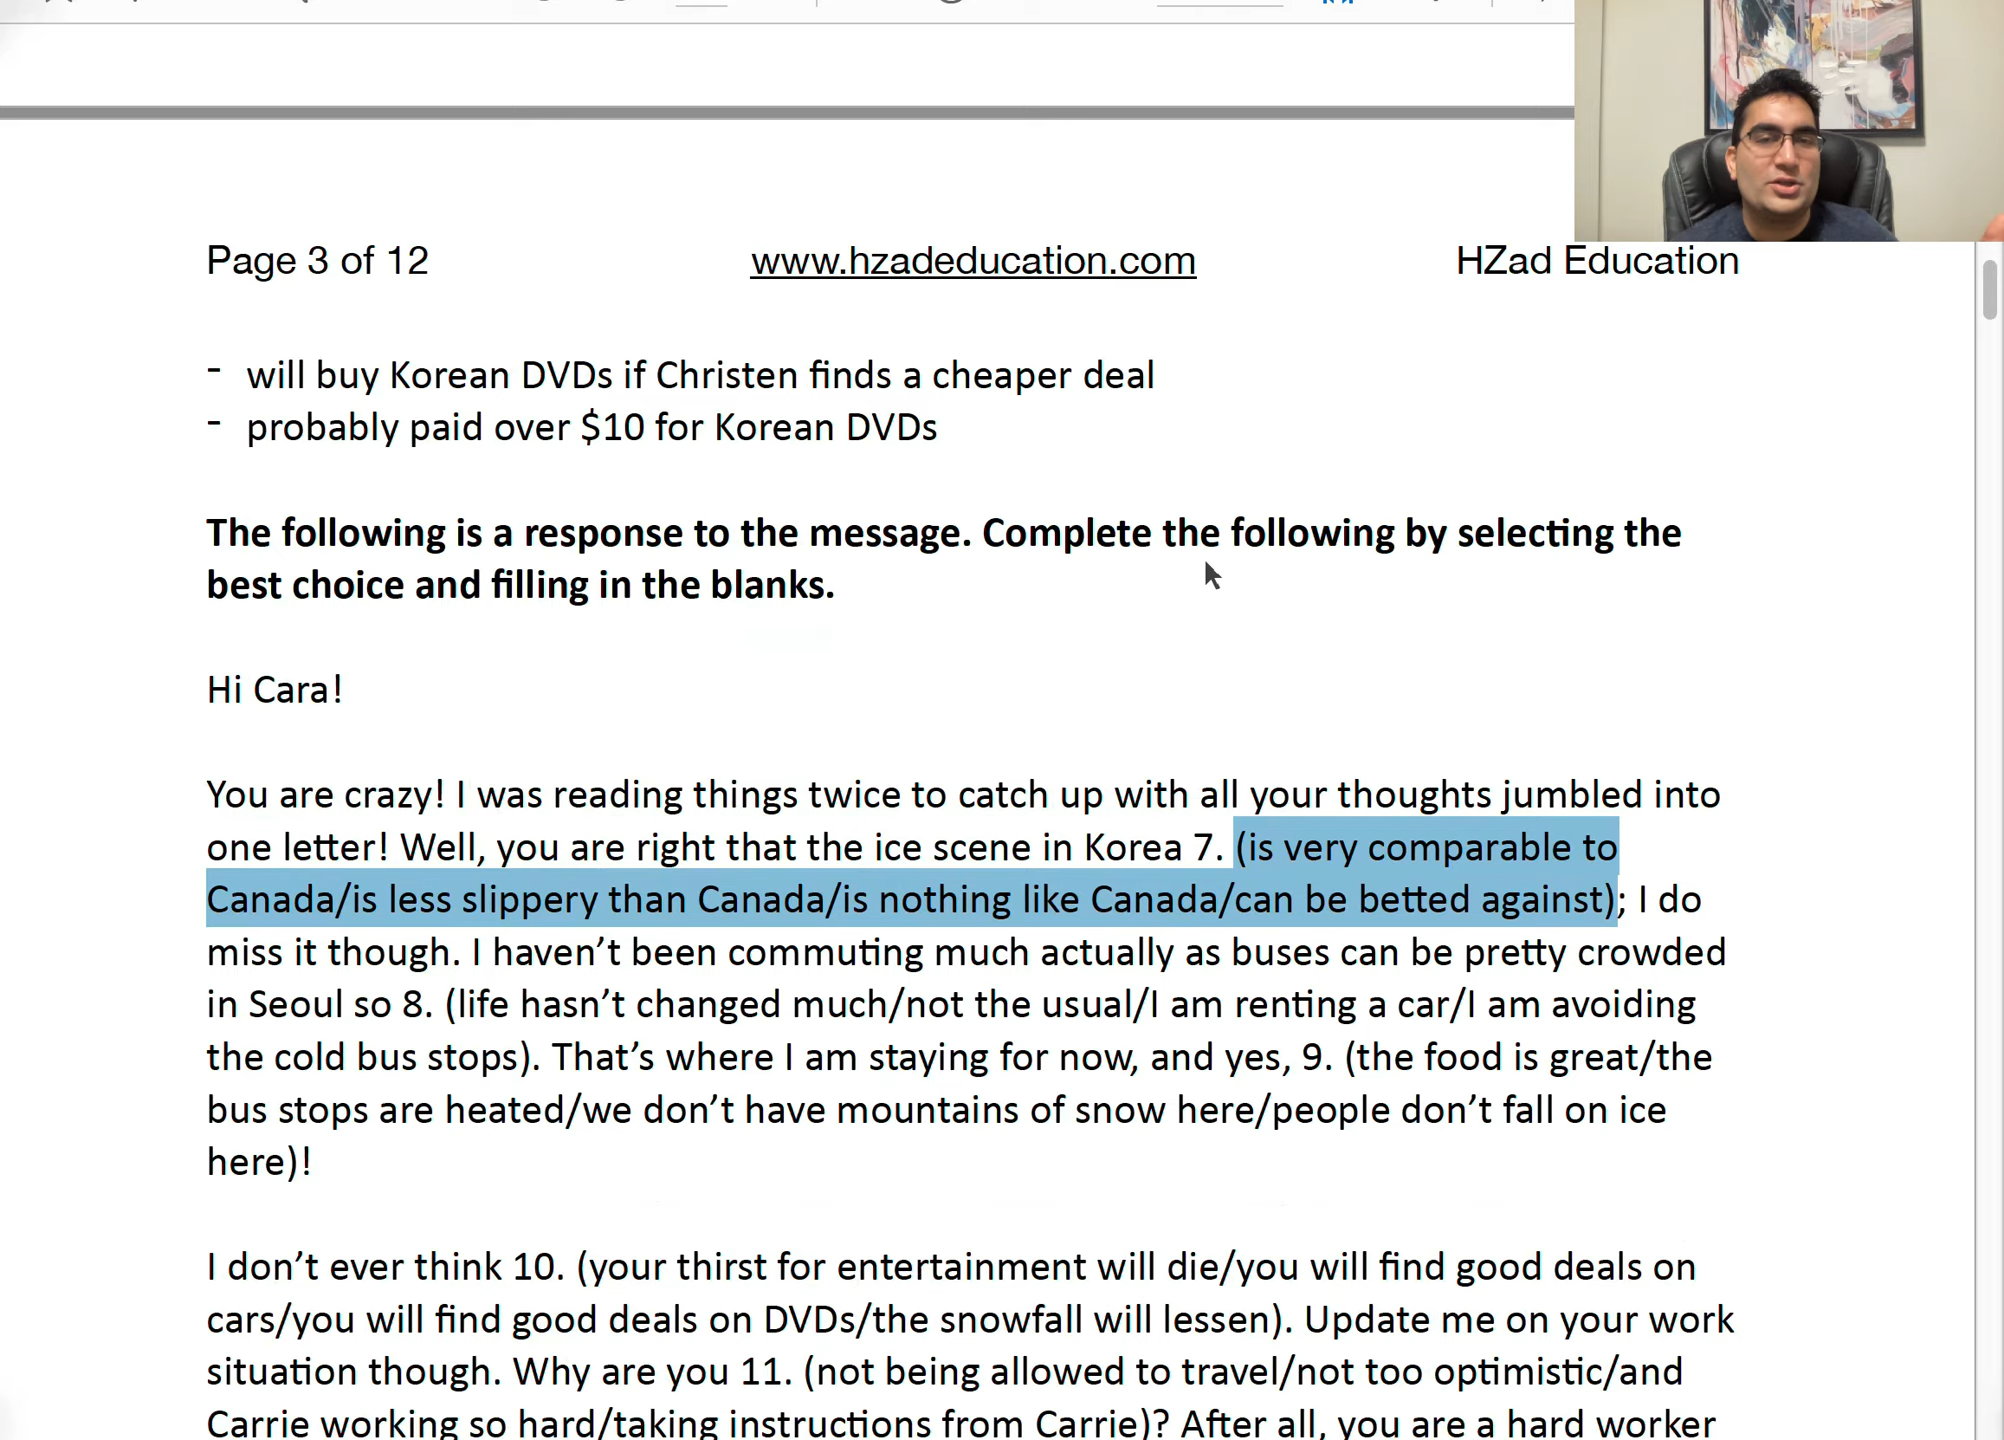 Page 3 of 12 www.hzadeducation.com HZad Education
- will buy Korean DVDs if Christen finds a cheaper deal
- probably paid over $10 for Korean DVDs
The following is a response to the message. Complete the following by selecting the
best choice and filling in the blanks.
Hi Cara!
You are crazy! I was reading things twice to catch up with all your thoughts jumbled into
one letter! Well, you are right that the ice scene in Korea 7. (is very comparable to
Canada/is less slippery than Canada/is nothing like Canada/can be betted against); I do
miss it though. I haven’t been commuting much actually as buses can be pretty crowded
in Seoul so 8. (life hasn’t changed much/not the usual/I am renting a car/I am avoiding
the cold bus stops). That’s where I am staying for now, and yes, 9. (the food is great/the
bus stops are heated/we don’t have mountains of snow here/people don’t fall on ice
here)!
I don’t ever think 10. (your thirst for entertainment will die/you will find good deals on
cars/you will find good deals on DVDs/the snowfall will lessen). Update me on your work
situation though. Why are you 11. (not being allowed to travel/not too optimistic/and
Carrie working so hard/taking instructions from Carrie)? After all, you are a hard worker